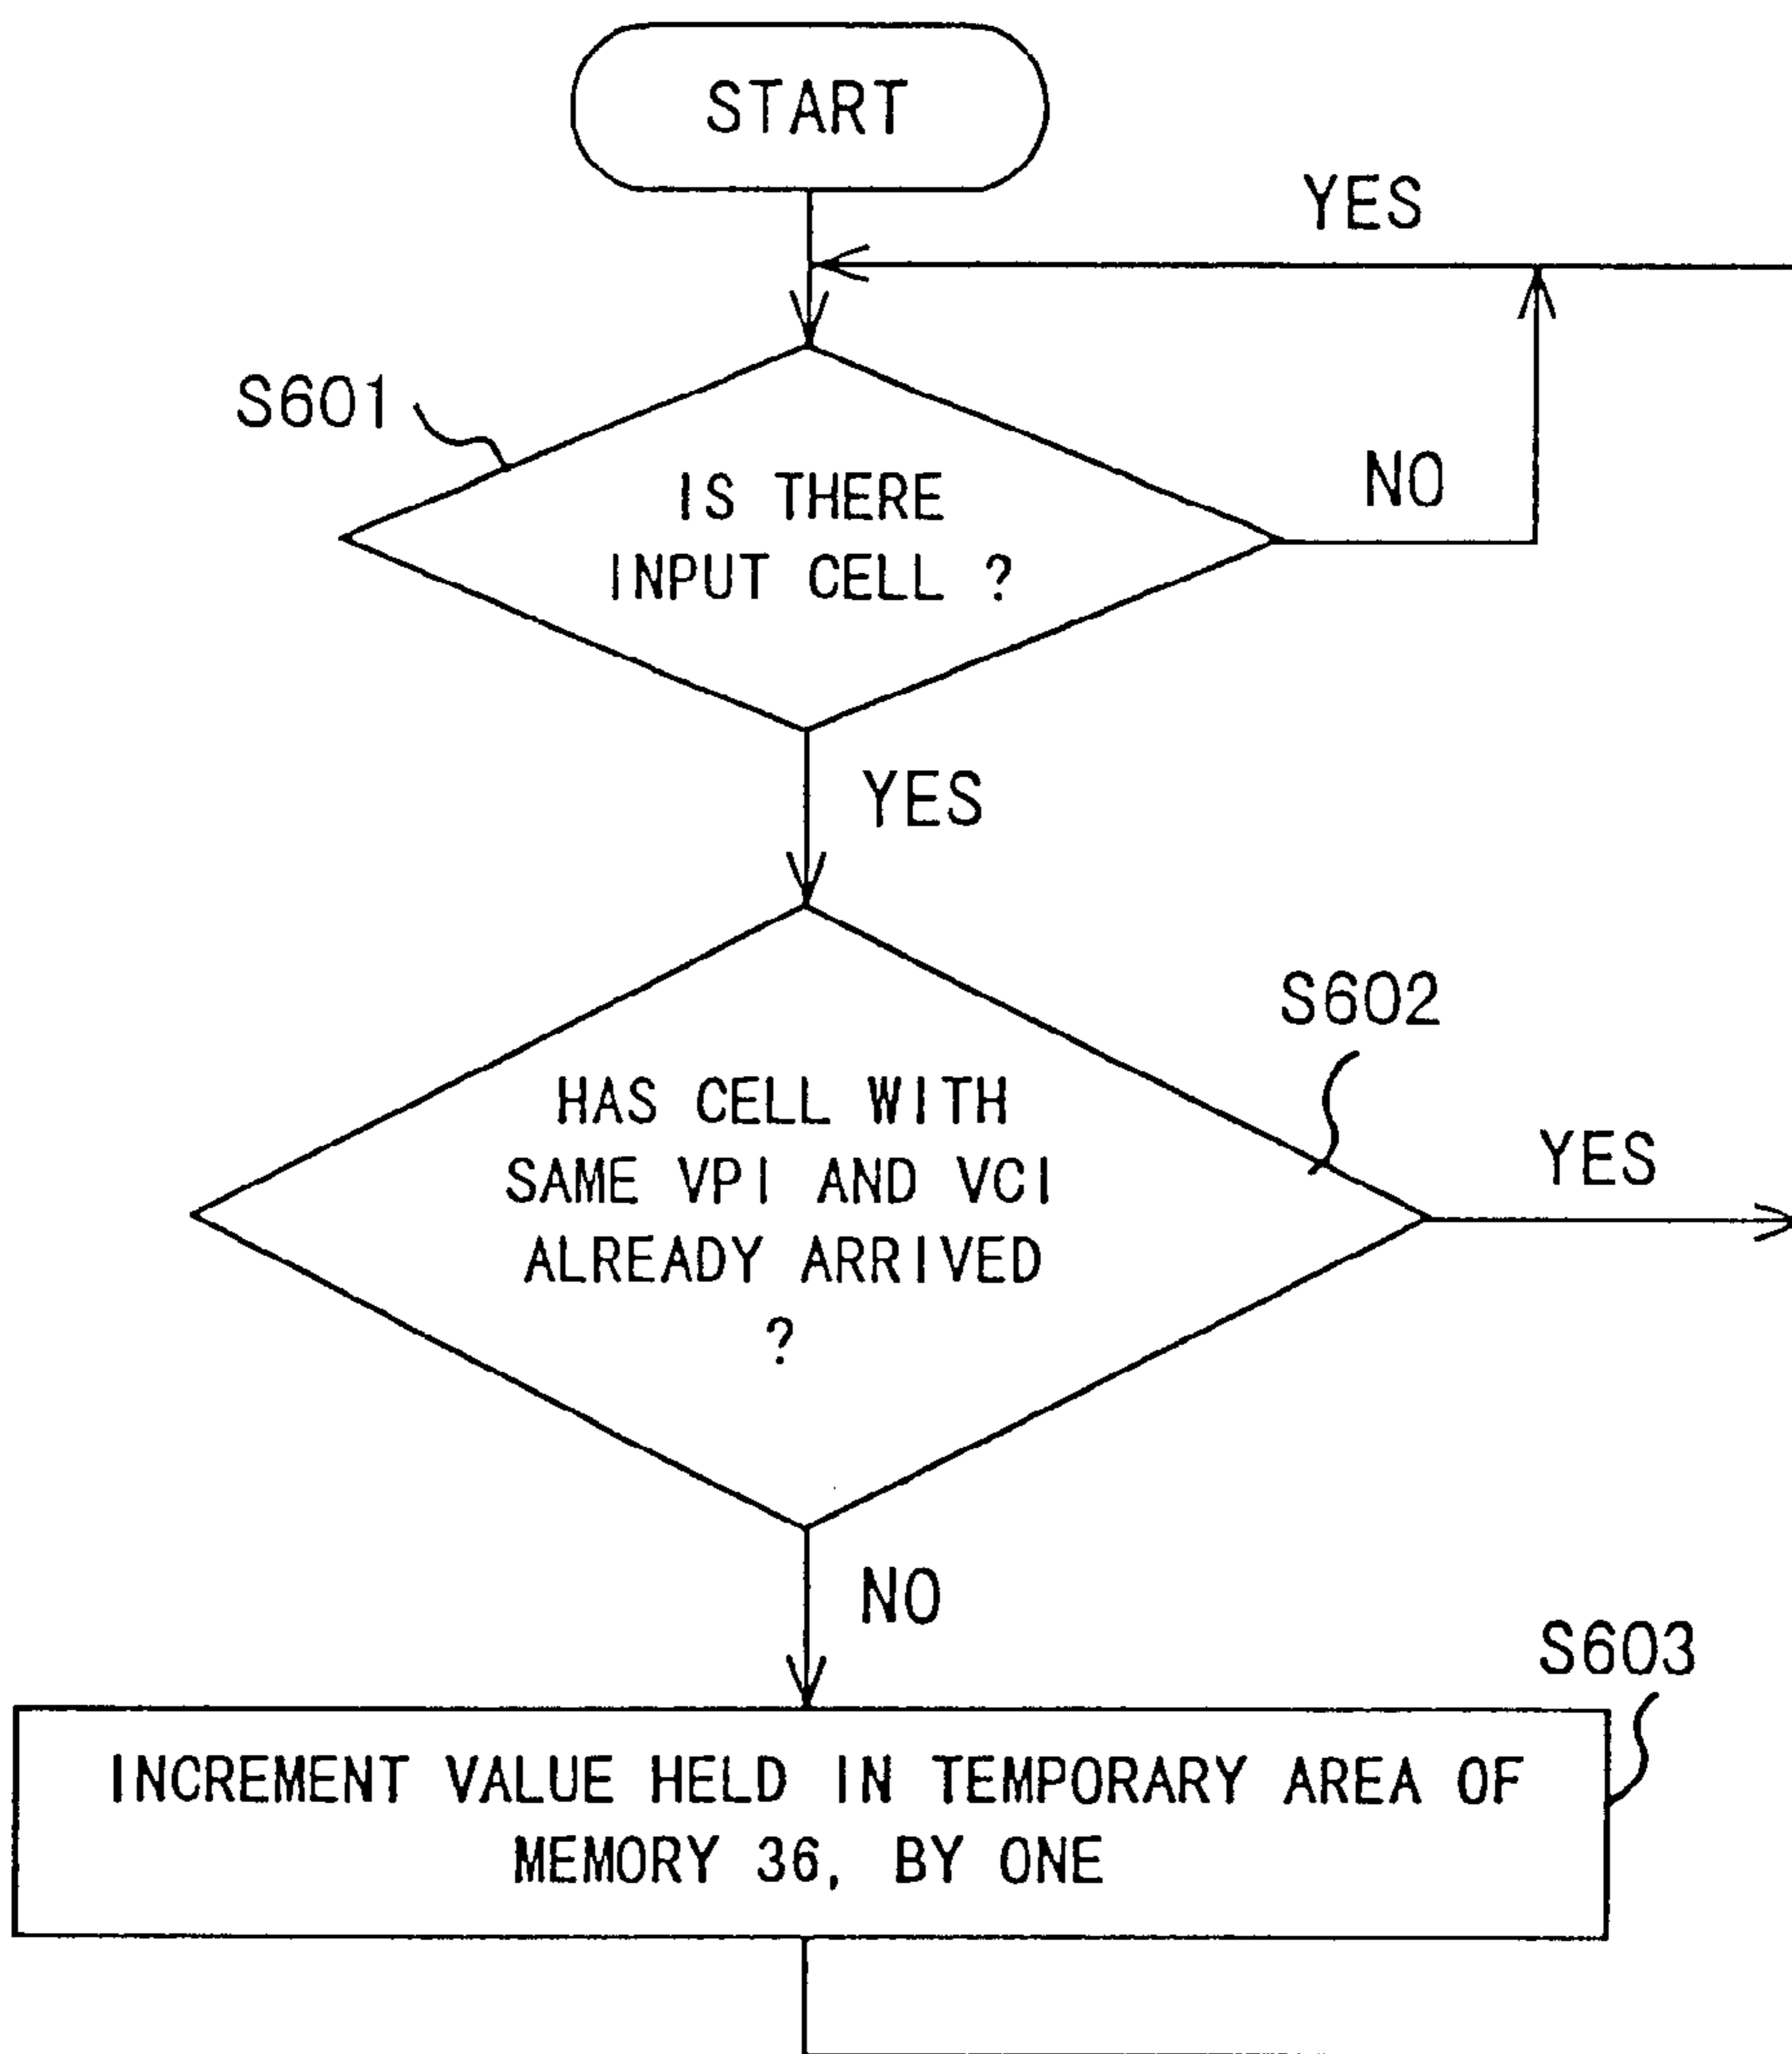 START
YES
S601
IS THERE
INPUT CELL ?
NO
YES
S602
HAS CELL WITH
SAME VPI AND VCI
ALREADY ARRIVED
?
YES
NO
S603
INCREMENT VALUE HELD IN TEMPORARY AREA OF
MEMORY 36, BY ONE